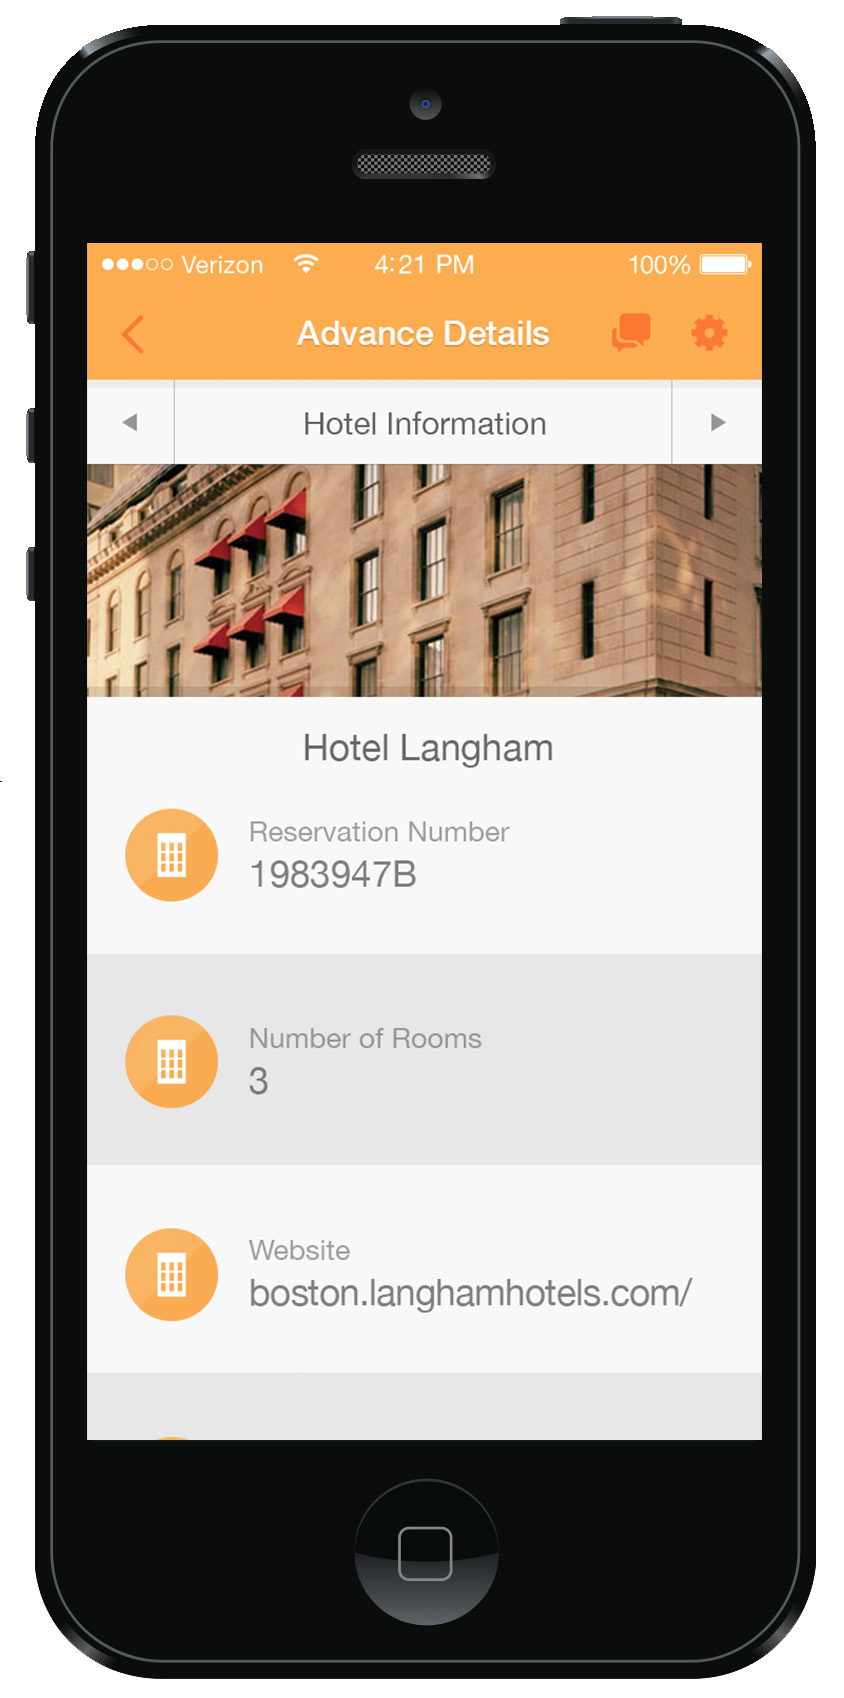 Verizon 4:21 PM 100%
Advance Details
Hotel Information
Hotel Langham
Reservation Number
1983947B
Number of Rooms
3
Website
boston.langhamhotels.com/